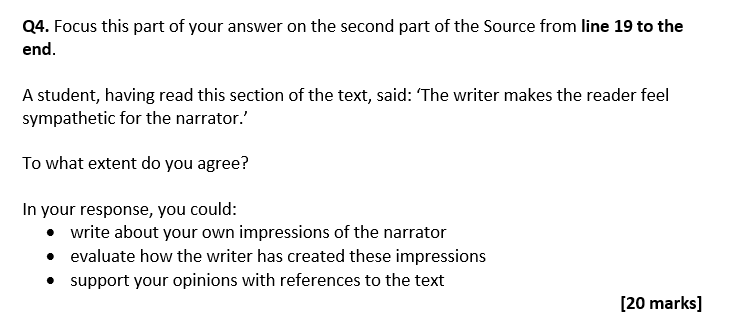 Q4. Focus this part of your answer on the second part of the Source from line 19 to the
end.
A student, having read this section of the text, said: ‘The writer makes the reader feel
sympathetic for the narrator.’
To what extent do you agree?
In your response, you could:
• write about your own impressions of the narrator
• evaluate how the writer has created these impressions
• support your opinions with references to the text
[20 marks]